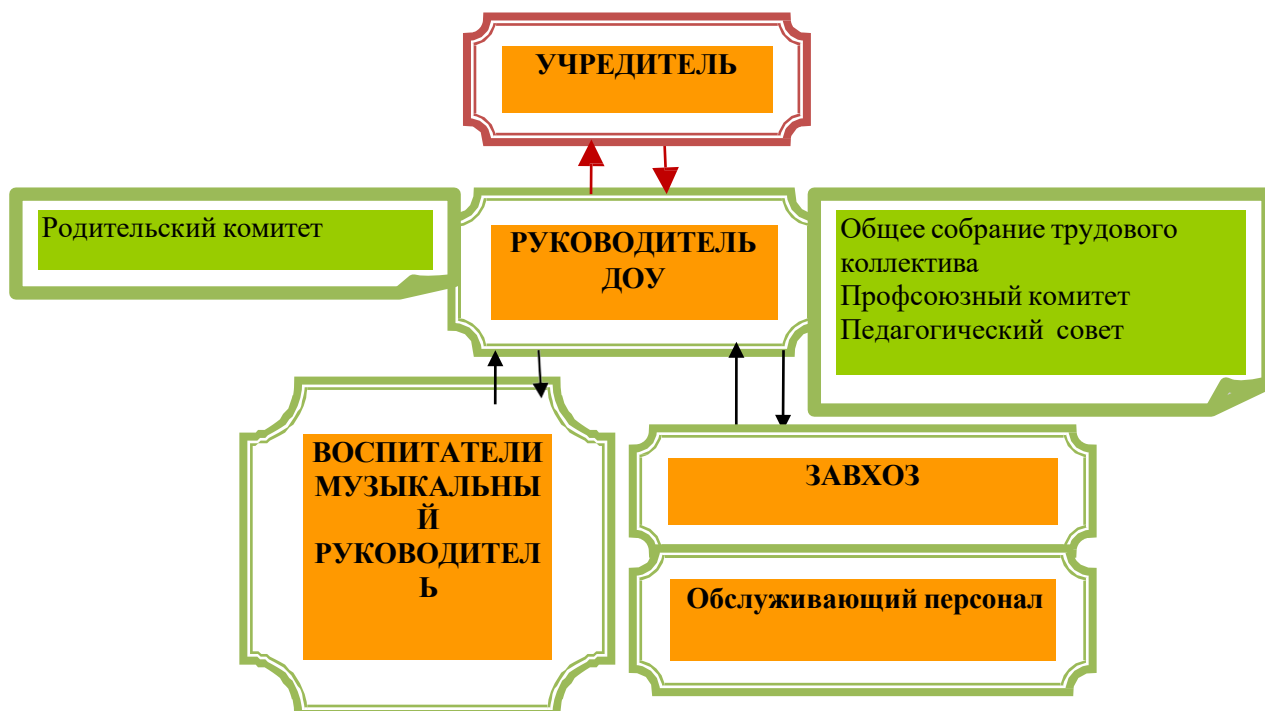 УЧРЕДИТЕЛЬ
Родительский комитет
РУКОВОДИТЕЛЬ
ДОУ
Общее собрание трудового
коллектива
Профсоюзный комитет
Педагогический совет
ВОСПИТАТЕЛИ
МУЗЫКАЛЬНЫ
Й
РУКОВОДИТЕЛ
Ь
ЗАВХОЗ
Обслуживающий персонал